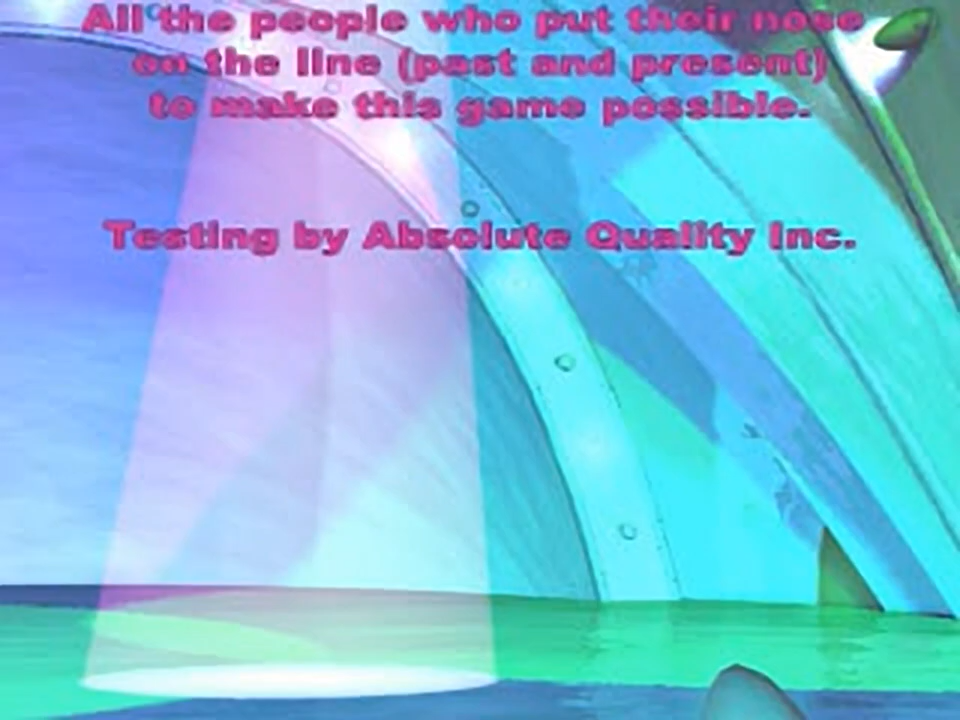 All the people who put their nose
on the line (past and present)
to make this game possible.
Testing by Absolute Quality Inc.